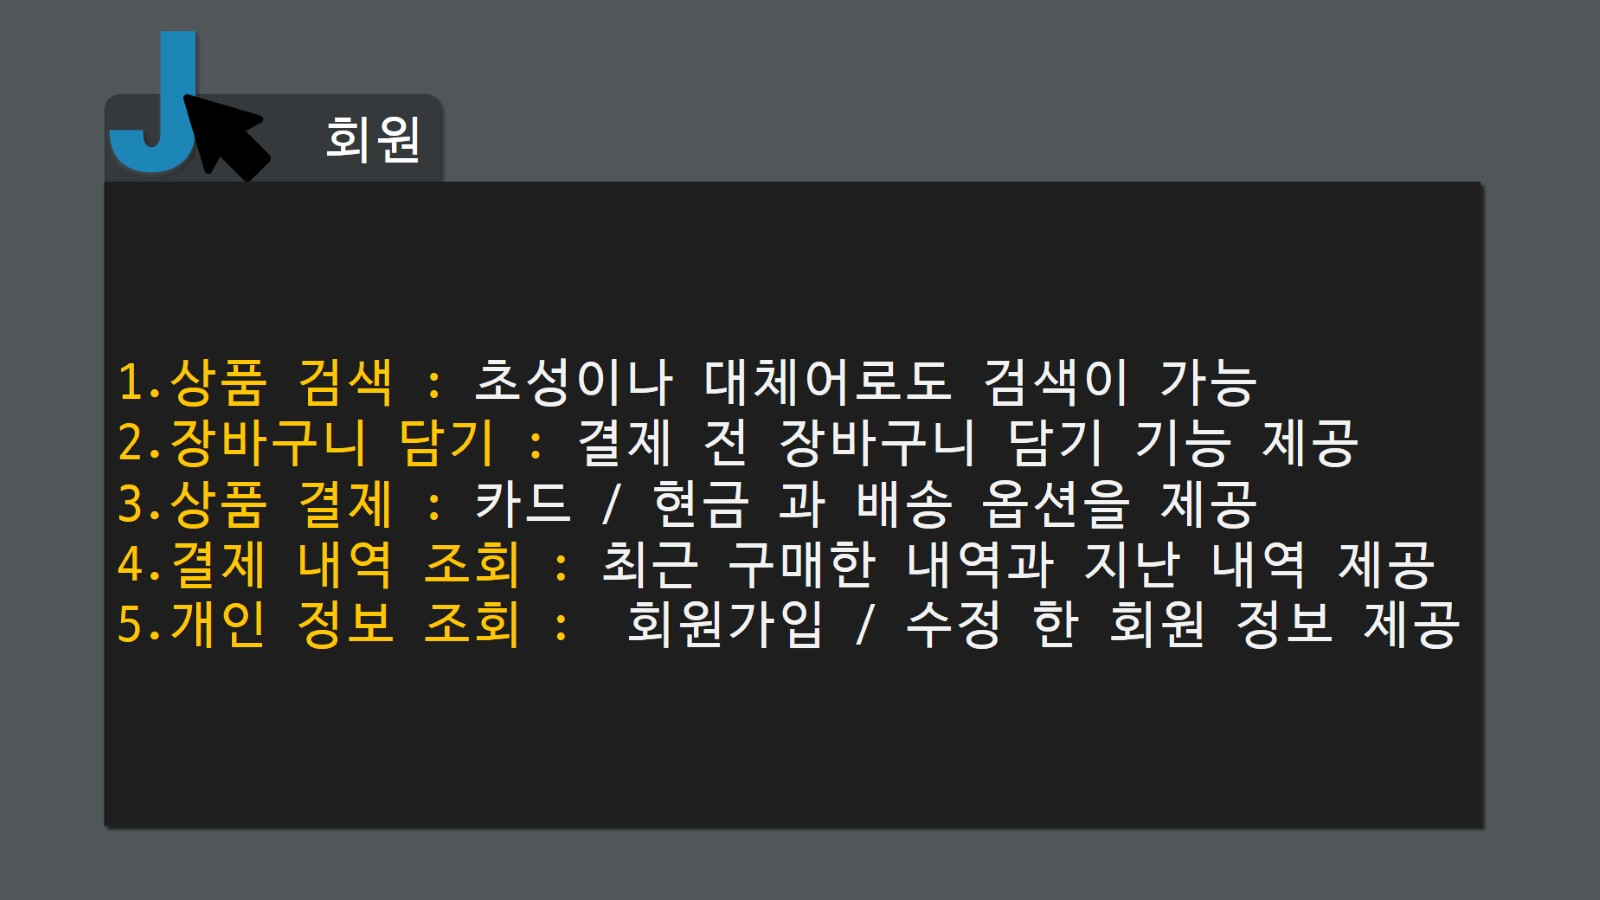 J
회원
1.상품 검색 : 초성이나 대체어로도 검색이 가능
2.장바구니 담기 : 결제 전 장바구니 담기 기능 제공
3.상품 결제 : 카드 / 현금 과 배송 옵션을 제공
4.결제 내역 조회 : 최근 구매한 내역과 지난 내역 제공
5.개인 정보 조회 :  회원가입 / 수정 한 회원 정보 제공